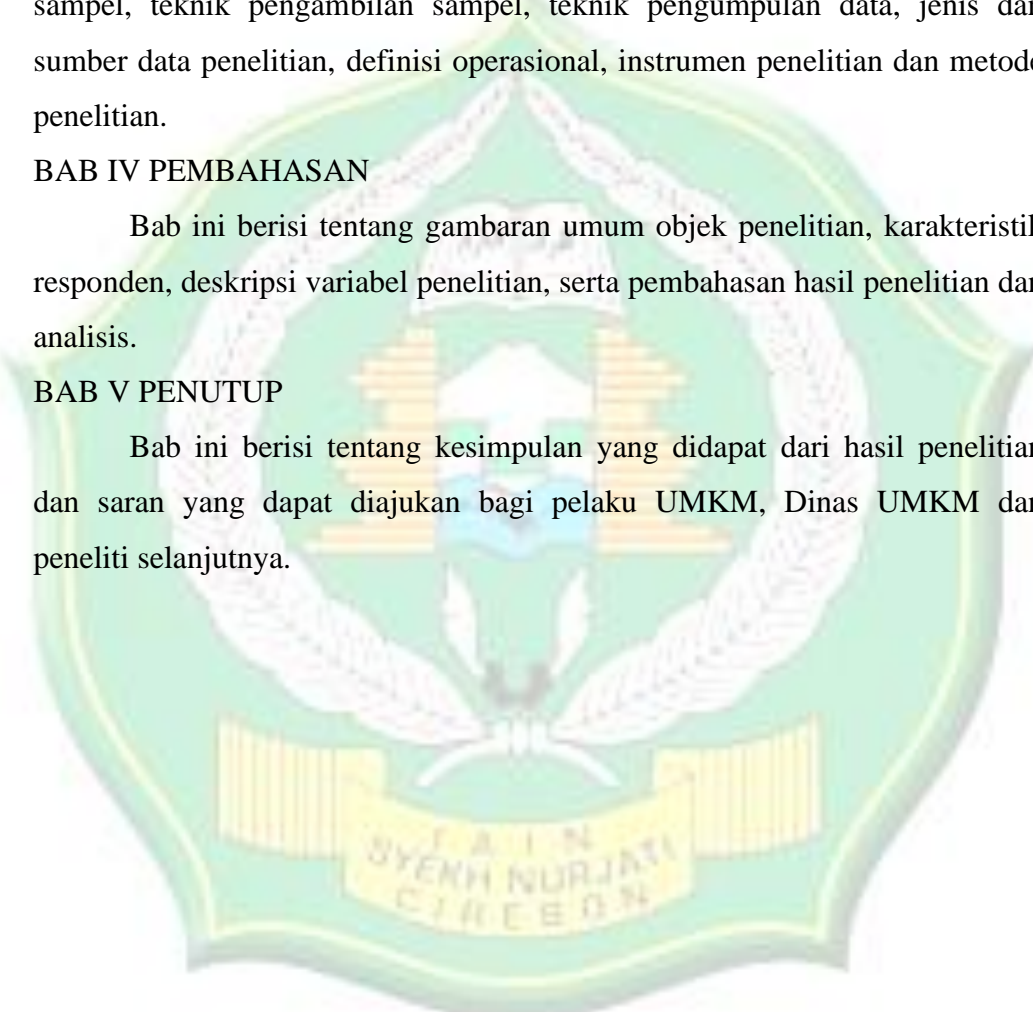 sampel, teknik pengambilan sampel, teknik pengumpulan data, jenis dan
sumber data penelitian, definisi operasional, instrumen penelitian dan metode
penelitian.
BAB IV PEMBAHASAN
Bab ini berisi tentang gambaran umum objek penelitian, karakteristik
responden, deskripsi variabel penelitian, serta pembahasan hasil penelitian dan
analisis.
BAB V PENUTUP
Bab ini berisi tentang kesimpulan yang didapat dari hasil penelitian
dan saran yang dapat diajukan bagi pelaku UMKM, Dinas UMKM dan
peneliti selanjutnya.
IAIN
SYEKH NURJATI
CIREBON